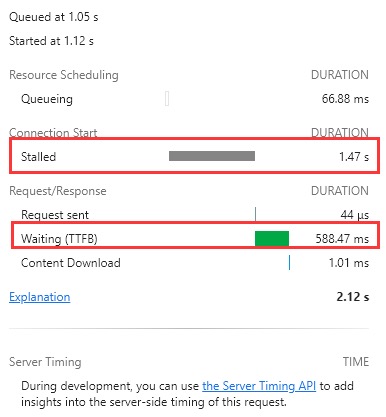 Queued at 1.05 s
Started at 1.12 s
Resource Scheduling DURATION
Queueing 66.88 ms
Connection Start DURATION
Stalled 1.47 s
Request/Response DURATION
Request sent 44 µs
Waiting (TTFB) 588.47 ms
Content Download 1.01 ms
Explanation 2.12 s
Server Timing TIME
During development, you can use the Server Timing API to add
insights into the server-side timing of this request.